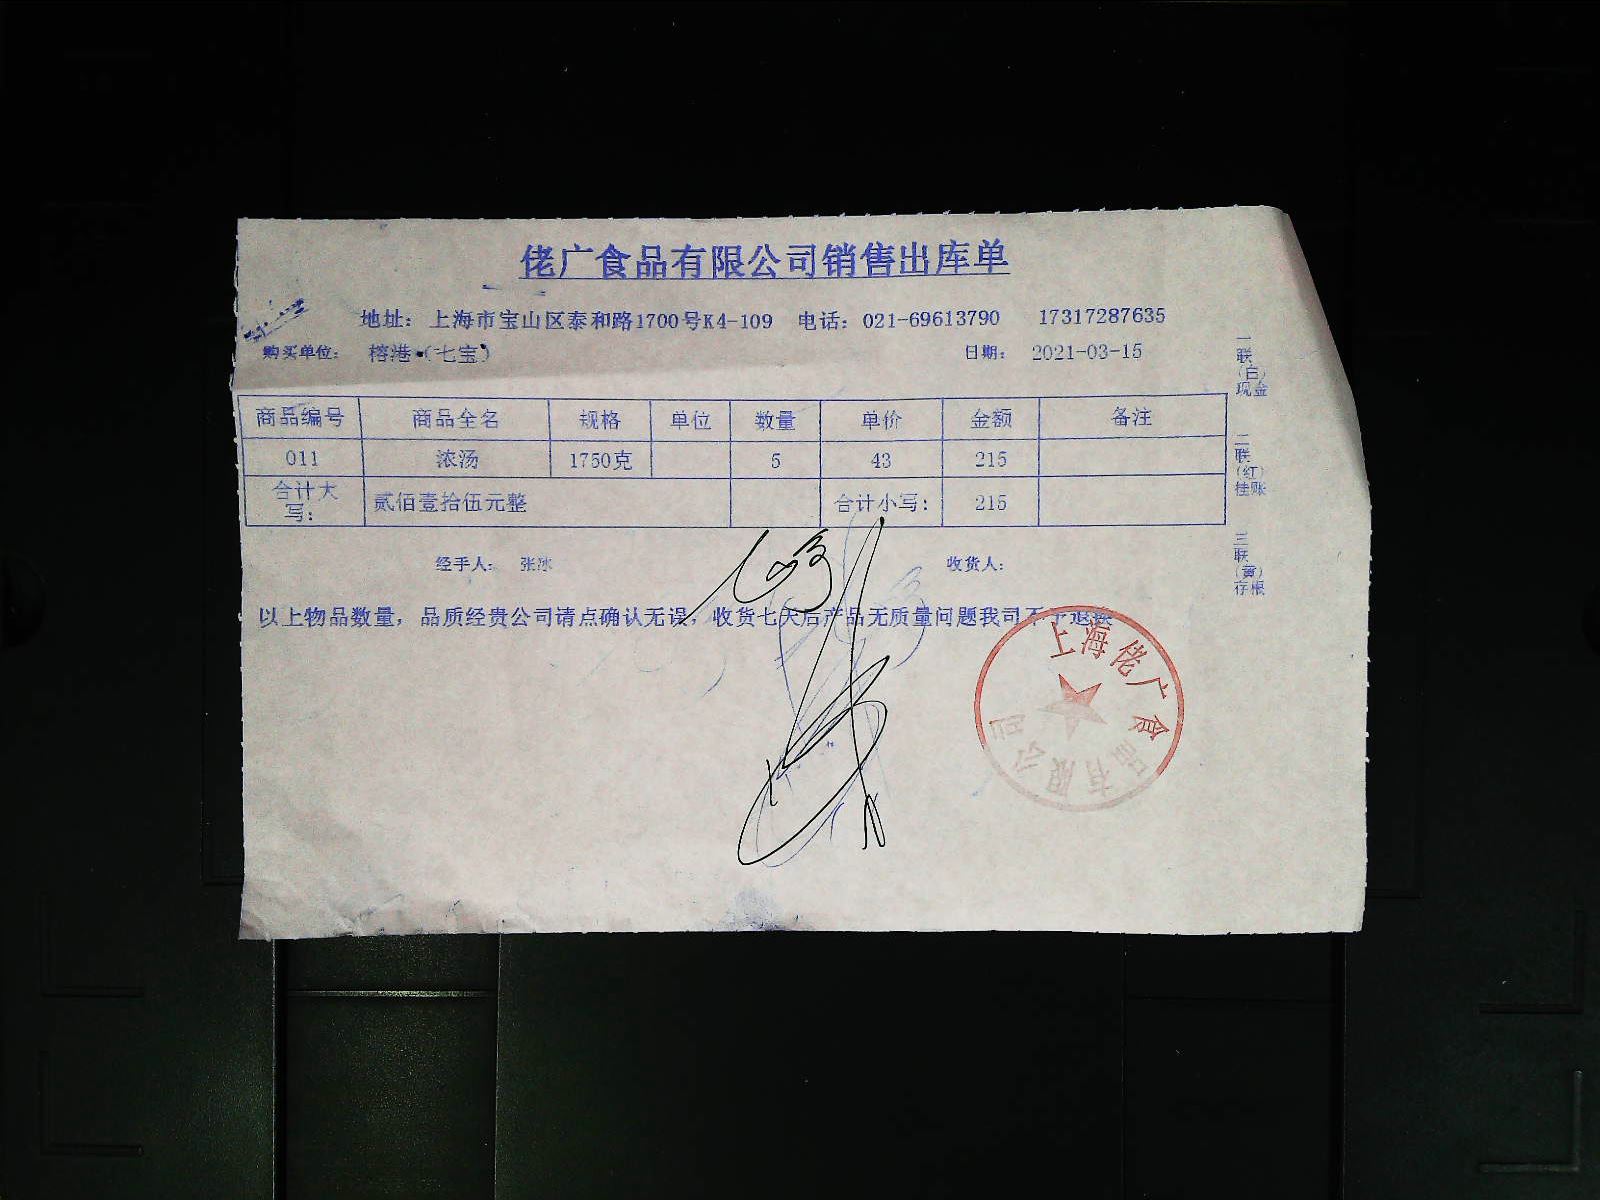 佬广食品有限公司销售出库单
地址: 上海市宝山区泰和路1700号K4-109 电话: 021-69613790 17317287635
购买单位: 榕港·(七宝) 日期: 2021-03-15
商品编号 商品全名 规格 单位 数量 单价 金额 备注
011 浓汤 1750克 5 43 215
合计大写: 贰佰壹拾伍元整 合计小写: 215
经手人: 张冰 收货人:
以上物品数量, 品质经贵公司请点确认无误, 收货七天后产品无质量问题我司不予退换
一联(白)现金
二联(红)挂账
三联(黄)存根
上海佬广食品有限公司